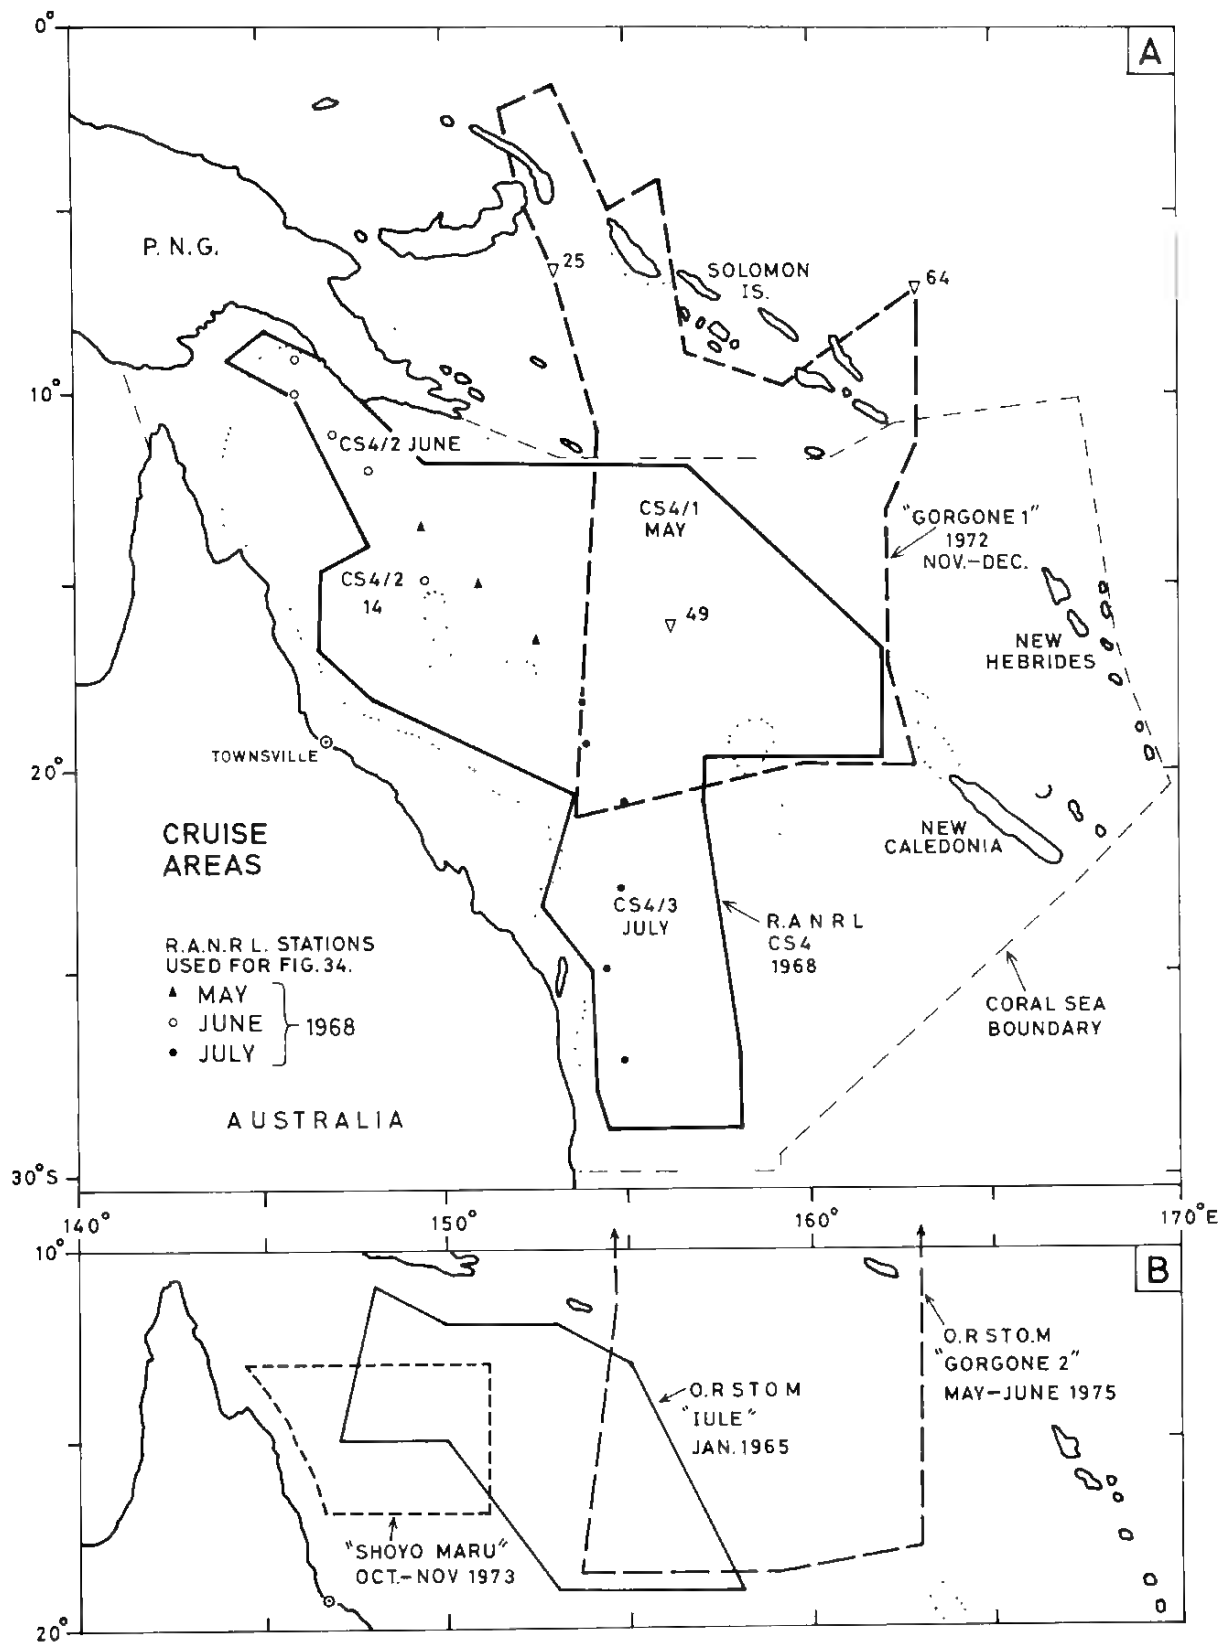 0°
A
P. N. G.
25
SOLOMON
IS.
64
10°
CS4/2 JUNE
CS4/1
MAY
"GORGONE 1"
1972
NOV.-DEC.
CS4/2
14
49
NEW
HEBRIDES
TOWNSVILLE
20°
CRUISE
AREAS
NEW
CALEDONIA
CS4/3
JULY
R.A N R L
CS4
1968
R.A.N.R L. STATIONS
USED FOR FIG. 34.
MAY
JUNE
JULY
1968
CORAL SEA
BOUNDARY
AUSTRALIA
30°S
140°
150°
160°
170°E
10°
B
O.R STO.M
"GORGONE 2"
MAY-JUNE 1975
O.R STO M
"IULE"
JAN. 1965
"SHOYO MARU"
OCT.-NOV 1973
20°